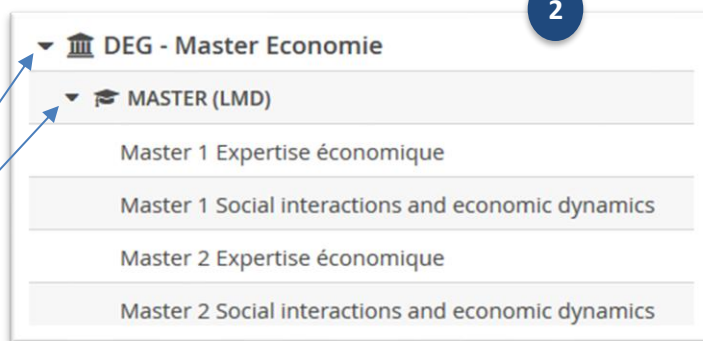 2
DEG - Master Economie
MASTER (LMD)
Master 1 Expertise économique
Master 1 Social interactions and economic dynamics
Master 2 Expertise économique
Master 2 Social interactions and economic dynamics